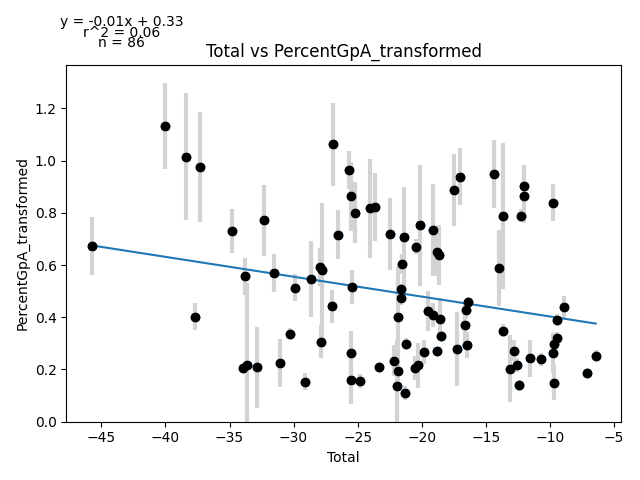 y = -0.01x + 0.33
r^2 = 0.06
n = 86
Total vs PercentGpA_transformed
PercentGpA_transformed
1.2
1.0
0.8
0.6
0.4
0.2
0.0
−45
−40
−35
−30
−25
−20
−15
−10
−5
Total